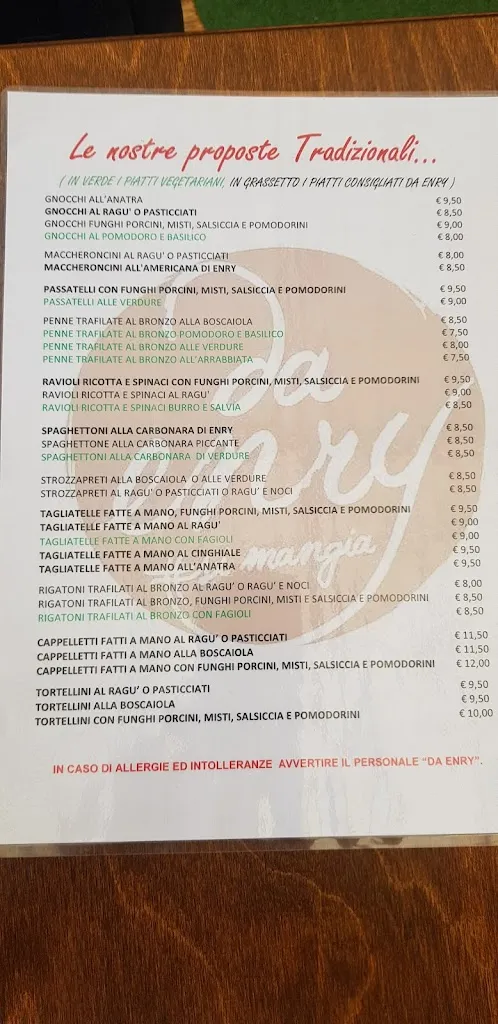 Le nostre proposte Tradizionali...
( IN VERDE I PIATTI VEGETARIANI, IN GRASSETTO I PIATTI CONSIGLIATI DA ENRY )
GNOCCHI ALL'ANATRA € 9,50
GNOCCHI AL RAGU' O PASTICCIATI € 8,50
GNOCCHI FUNGHI PORCINI, MISTI, SALSICCIA E POMODORINI € 9,00
GNOCCHI AL POMODORO E BASILICO € 8,00
MACCHERONCINI AL RAGU' O PASTICCIATI € 8,00
MACCHERONCINI ALL'AMERICANA DI ENRY € 8,50
PASSATELLI CON FUNGHI PORCINI, MISTI, SALSICCIA E POMODORINI € 9,50
PASSATELLI ALLE VERDURE € 9,00
PENNE TRAFILATE AL BRONZO ALLA BOSCAIOLA € 8,50
PENNE TRAFILATE AL BRONZO POMODORO E BASILICO € 7,50
PENNE TRAFILATE AL BRONZO ALLE VERDURE € 8,00
PENNE TRAFILATE AL BRONZO ALL'ARRABBIATA € 7,50
RAVIOLI RICOTTA E SPINACI CON FUNGHI PORCINI, MISTI, SALSICCIA E POMODORINI € 9,50
RAVIOLI RICOTTA E SPINACI AL RAGU' € 9,00
RAVIOLI RICOTTA E SPINACI BURRO E SALVIA € 8,50
SPAGHETTONI ALLA CARBONARA DI ENRY € 8,50
SPAGHETTONE ALLA CARBONARA PICCANTE € 8,50
SPAGHETTONI ALLA CARBONARA DI VERDURE € 8,50
STROZZAPRETI ALLA BOSCAIOLA O ALLE VERDURE € 8,50
STROZZAPRETI AL RAGU' O PASTICCIATI O RAGU' E NOCI € 8,50
TAGLIATELLE FATTE A MANO, FUNGHI PORCINI, MISTI, SALSICCIA E POMODORINI € 9,50
TAGLIATELLE FATTE A MANO AL RAGU' € 9,00
TAGLIATELLE FATTE A MANO CON FAGIOLI € 9,00
TAGLIATELLE FATTE A MANO AL CINGHIALE € 9,50
TAGLIATELLE FATTE A MANO ALL'ANATRA € 9,50
RIGATONI TRAFILATI AL BRONZO AL RAGU' O RAGU' E NOCI € 8,00
RIGATONI TRAFILATI AL BRONZO, FUNGHI PORCINI, MISTI E SALSICCIA E POMODORINI € 8,50
RIGATONI TRAFILATI AL BRONZO CON FAGIOLI € 8,50
CAPPELLETTI FATTI A MANO AL RAGU' O PASTICCIATI € 11,50
CAPPELLETTI FATTI A MANO ALLA BOSCAIOLA € 11,50
CAPPELLETTI FATTI A MANO CON FUNGHI PORCINI, MISTI, SALSICCIA E POMODORINI € 12,00
TORTELLINI AL RAGU' O PASTICCIATI € 9,50
TORTELLINI ALLA BOSCAIOLA € 9,50
TORTELLINI CON FUNGHI PORCINI, MISTI, SALSICCIA E POMODORINI € 10,00
IN CASO DI ALLERGIE ED INTOLLERANZE AVVERTIRE IL PERSONALE "DA ENRY".
da
enry
mangia